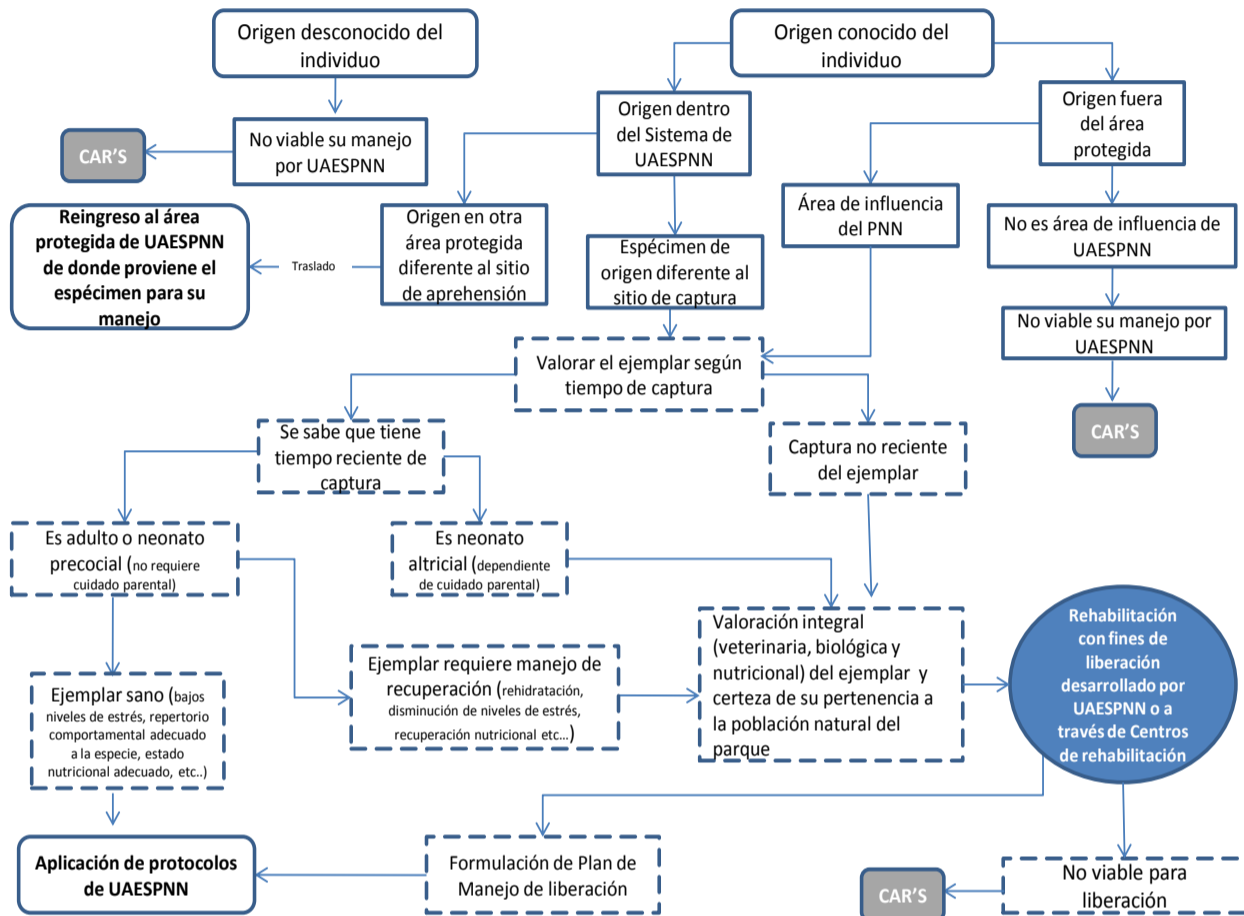 Origen desconocido del
individuo
Origen conocido del
individuo
No viable su manejo
por UAESPNN
CAR'S
Origen dentro
del Sistema de
UAESPNN
Origen fuera
del área
protegida
Reingreso al área
protegida de UAESPNN
de donde proviene el
espécimen para su
manejo
Traslado
Origen en otra
área protegida
diferente al sitio
de aprehensión
Espécimen de
origen diferente al
sitio de captura
Área de influencia
del PNN
No es área de influencia de
UAESPNN
No viable su manejo por
UAESPNN
CAR'S
Valorar el ejemplar según
tiempo de captura
Se sabe que tiene
tiempo reciente de
captura
Captura no reciente
del ejemplar
Es adulto o neonato
precocial (no requiere
cuidado parental)
Es neonato
altricial (dependiente
de cuidado parental)
Ejemplar sano (bajos
niveles de estrés, repertorio
comportamental adecuado
a la especie, estado
nutricional adecuado, etc..)
Ejemplar requiere manejo de
recuperación (rehidratación,
disminución de niveles de estrés,
recuperación nutricional etc...)
Valoración integral
(veterinaria, biológica y
nutricional) del ejemplar y
certeza de su pertenencia a
la población natural del
parque
Rehabilitación
con fines de
liberación
desarrollado por
UAESPNN o a
través de Centros
de rehabilitación
Aplicación de protocolos
de UAESPNN
Formulación de Plan de
Manejo de liberación
CAR'S
No viable para
liberación